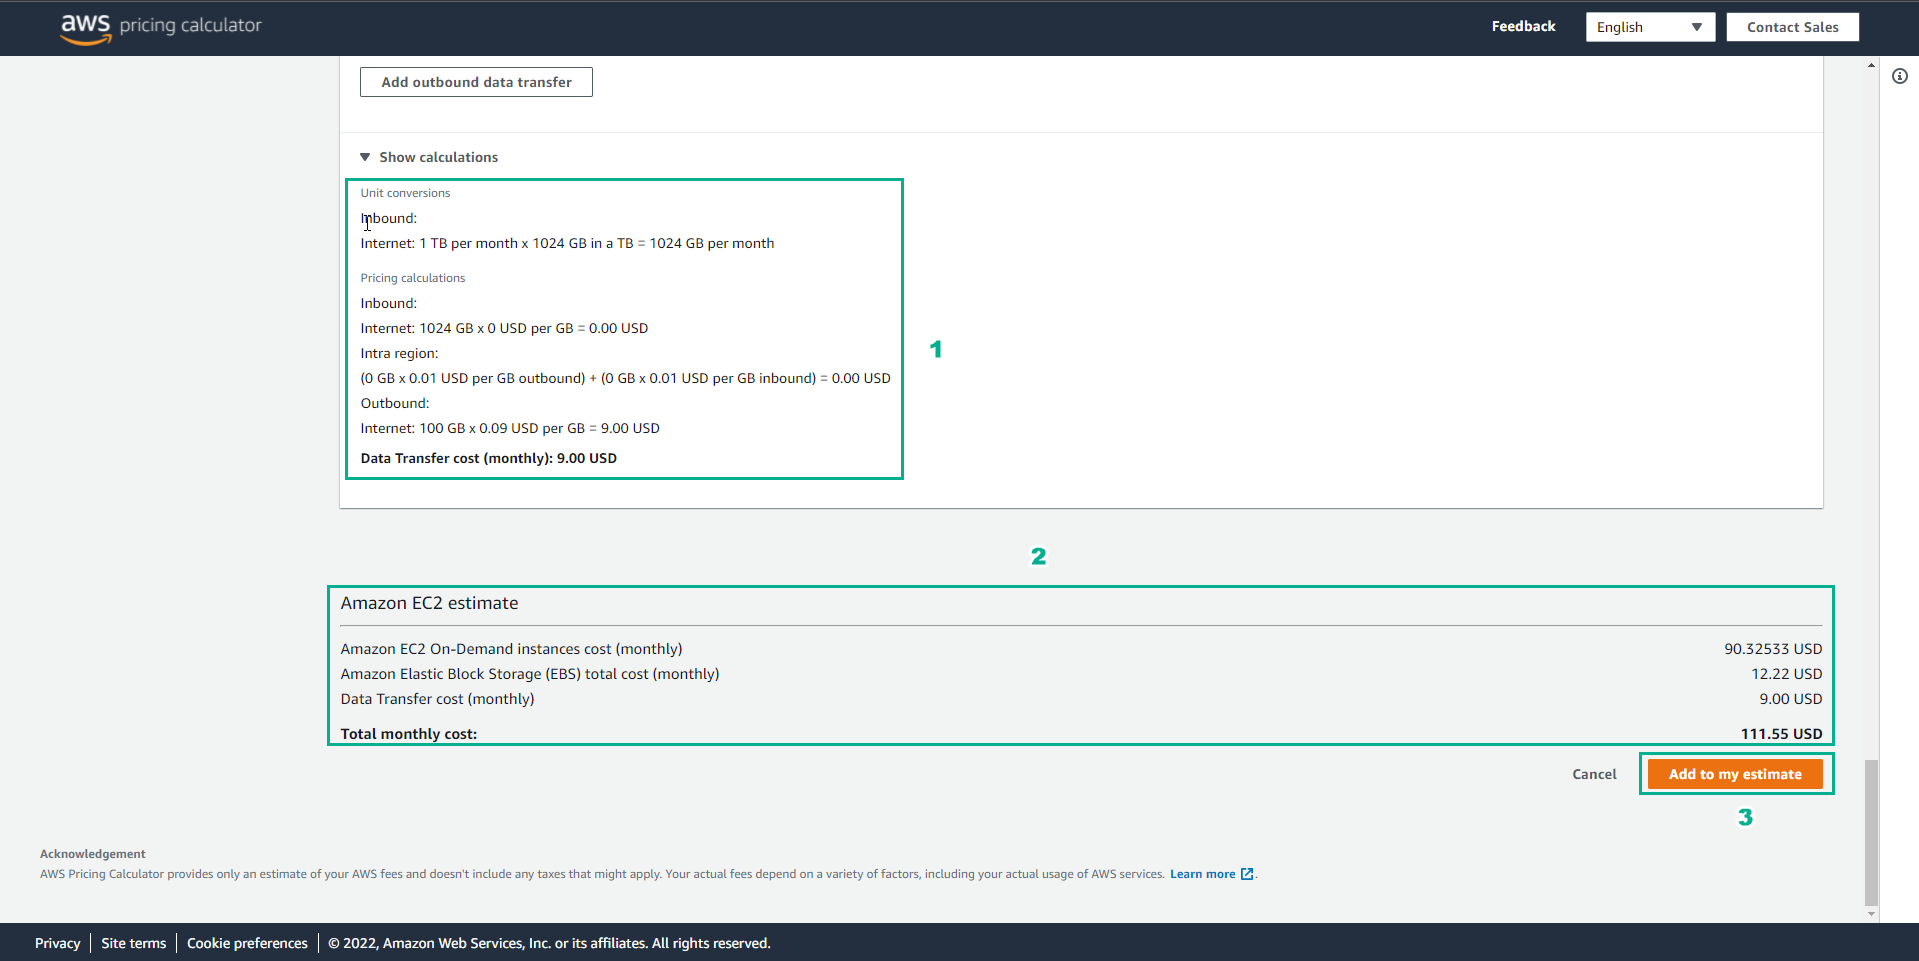 aws pricing calculator
Feedback
English
Contact Sales
Add outbound data transfer
Show calculations
Unit conversions
Inbound:
Internet: 1 TB per month x 1024 GB in a TB = 1024 GB per month
Pricing calculations
Inbound:
Internet: 1024 GB x 0 USD per GB = 0.00 USD
Intra region:
(0 GB x 0.01 USD per GB outbound) + (0 GB x 0.01 USD per GB inbound) = 0.00 USD
Outbound:
Internet: 100 GB x 0.09 USD per GB = 9.00 USD
Data Transfer cost (monthly): 9.00 USD
1
2
Amazon EC2 estimate
Amazon EC2 On-Demand instances cost (monthly) 90.32533 USD
Amazon Elastic Block Storage (EBS) total cost (monthly) 12.22 USD
Data Transfer cost (monthly) 9.00 USD
Total monthly cost: 111.55 USD
Cancel
Add to my estimate
3
Acknowledgement
AWS Pricing Calculator provides only an estimate of your AWS fees and doesn't include any taxes that might apply. Your actual fees depend on a variety of factors, including your actual usage of AWS services. Learn more .
Privacy | Site terms | Cookie preferences | © 2022, Amazon Web Services, Inc. or its affiliates. All rights reserved.